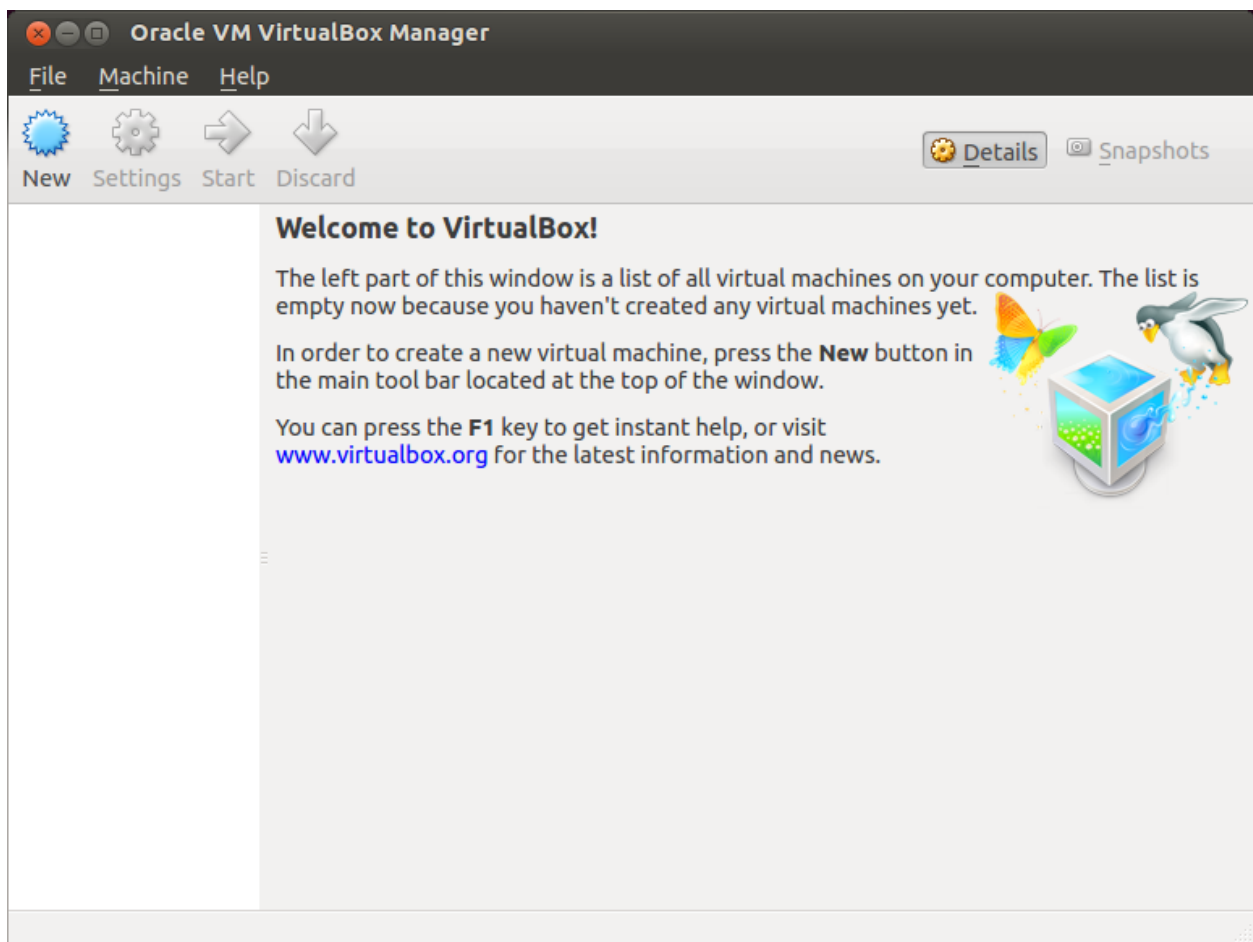 Oracle VM VirtualBox Manager
File Machine Help
New Settings Start Discard Details Snapshots
Welcome to VirtualBox!
The left part of this window is a list of all virtual machines on your computer. The list is
empty now because you haven't created any virtual machines yet.
In order to create a new virtual machine, press the New button in
the main tool bar located at the top of the window.
You can press the F1 key to get instant help, or visit
www.virtualbox.org for the latest information and news.